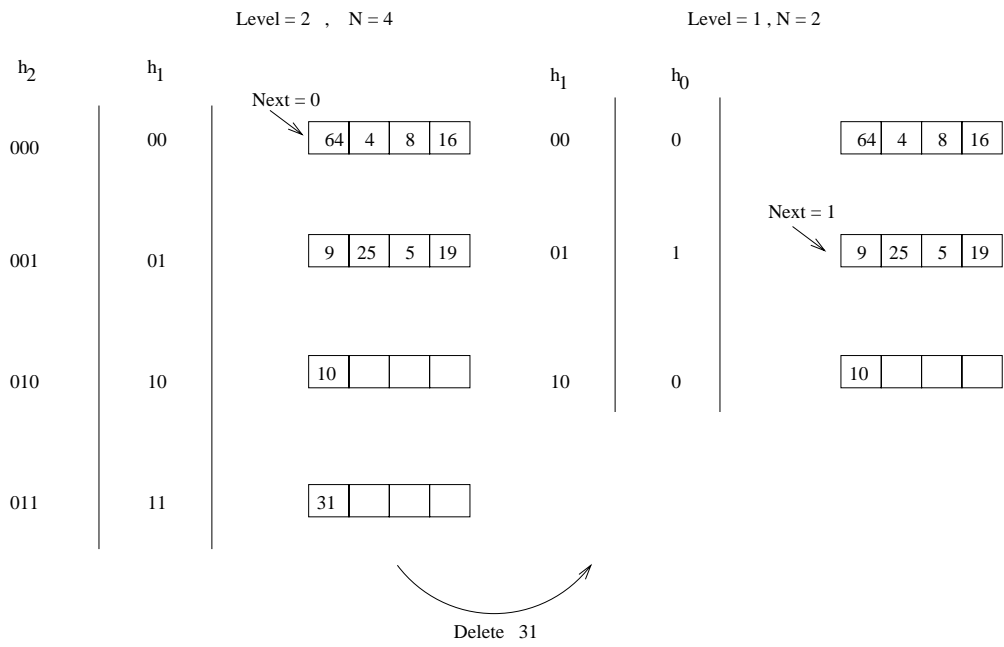 Level = 2 , N = 4 Level = 1 , N = 2
h2 h1 h1 h0
Next = 0
000 00 64 4 8 16 00 0 64 4 8 16
Next = 1
001 01 9 25 5 19 01 1 9 25 5 19
010 10 10 10 0 10
011 11 31
Delete 31